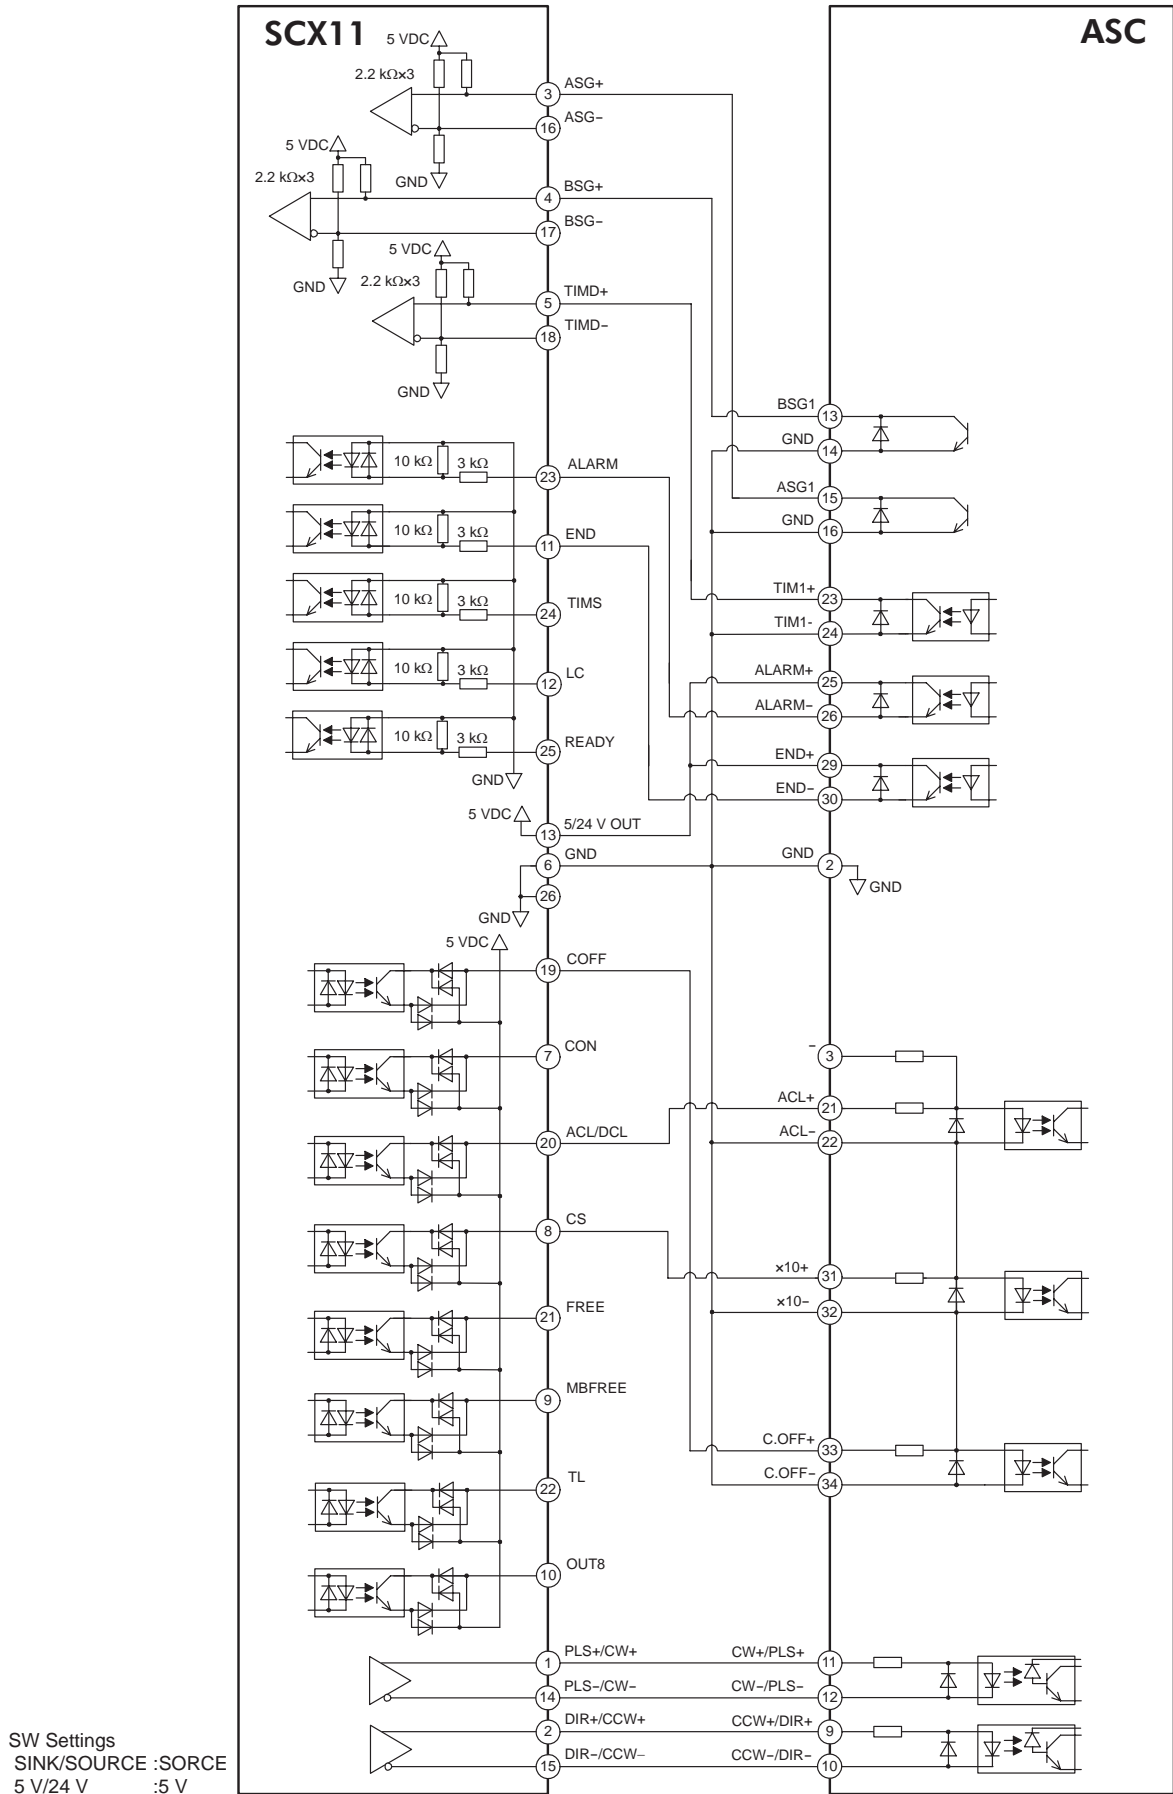 SCX11
ASC
5 VDC
2.2 kΩ×3
3
ASG+
16
ASG−
GND
5 VDC
2.2 kΩ×3
4
BSG+
17
BSG−
GND
5 VDC
2.2 kΩ×3
5
TIMD+
18
TIMD−
GND
BSG1
13
GND
14
ASG1
15
GND
16
10 kΩ
3 kΩ
23
ALARM
10 kΩ
3 kΩ
11
END
10 kΩ
3 kΩ
24
TIMS
10 kΩ
3 kΩ
12
LC
10 kΩ
3 kΩ
25
READY
GND
TIM1+
23
TIM1-
24
ALARM+
25
ALARM−
26
END+
29
END−
30
5 VDC
13
5/24 V OUT
6
GND
26
GND
GND
2
GND
5 VDC
19
COFF
7
CON
20
ACL/DCL
8
CS
21
FREE
9
MBFREE
22
TL
10
OUT8
−
3
ACL+
21
ACL−
22
×10+
31
×10−
32
C.OFF+
33
C.OFF−
34
1
PLS+/CW+
CW+/PLS+
11
14
PLS−/CW−
CW−/PLS−
12
2
DIR+/CCW+
CCW+/DIR+
9
15
DIR−/CCW−
CCW−/DIR−
10
SW Settings
SINK/SOURCE :SORCE
5 V/24 V :5 V